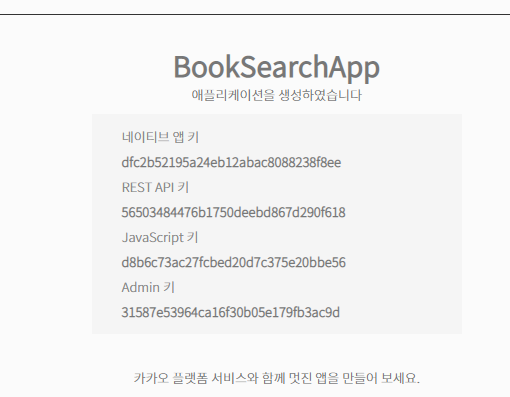 BookSearchApp
애플리케이션을 생성하였습니다
네이티브 앱 키
dfc2b52195a24eb12abac8088238f8ee
REST API 키
56503484476b1750deebd867d290f618
JavaScript 키
d8b6c73ac27fcbed20d7c375e20bbe56
Admin 키
31587e53964ca16f30b05e179fb3ac9d
카카오 플랫폼 서비스와 함께 멋진 앱을 만들어 보세요.